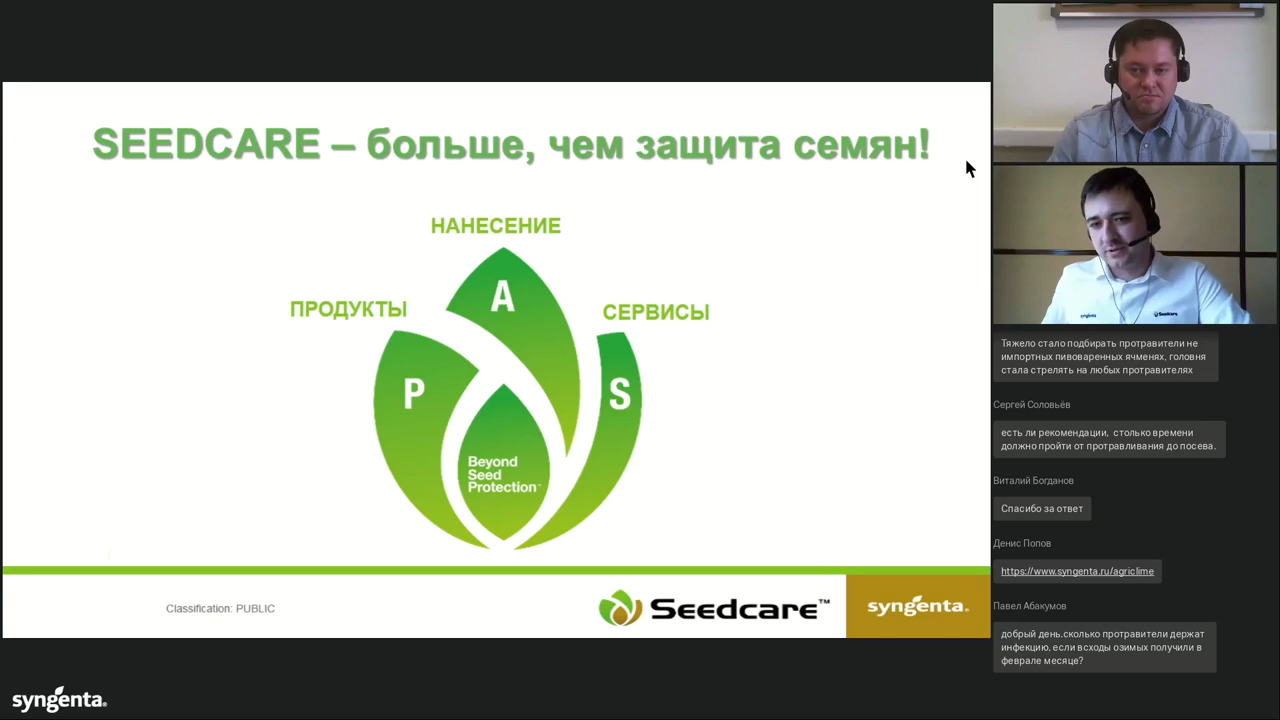 SEEDCARE – больше, чем защита семян!
НАНЕСЕНИЕ
ПРОДУКТЫ
СЕРВИСЫ
A
P
S
Beyond
Seed
Protection™
Classification: PUBLIC
Seedcare™
syngenta.
syngenta.
syngenta
Seedcare
Тяжело стало подбирать протравители не
импортных пивоваренных ячменях, головня
стала стрелять на любых протравителях
Сергей Соловьёв
есть ли рекомендации, столько времени
должно пройти от протравливания до посева.
Виталий Богданов
Спасибо за ответ
Денис Попов
https://www.syngenta.ru/agriclime
Павел Абакумов
добрый день.сколько протравители держат
инфекцию, если всходы озимых получили в
феврале месяце?